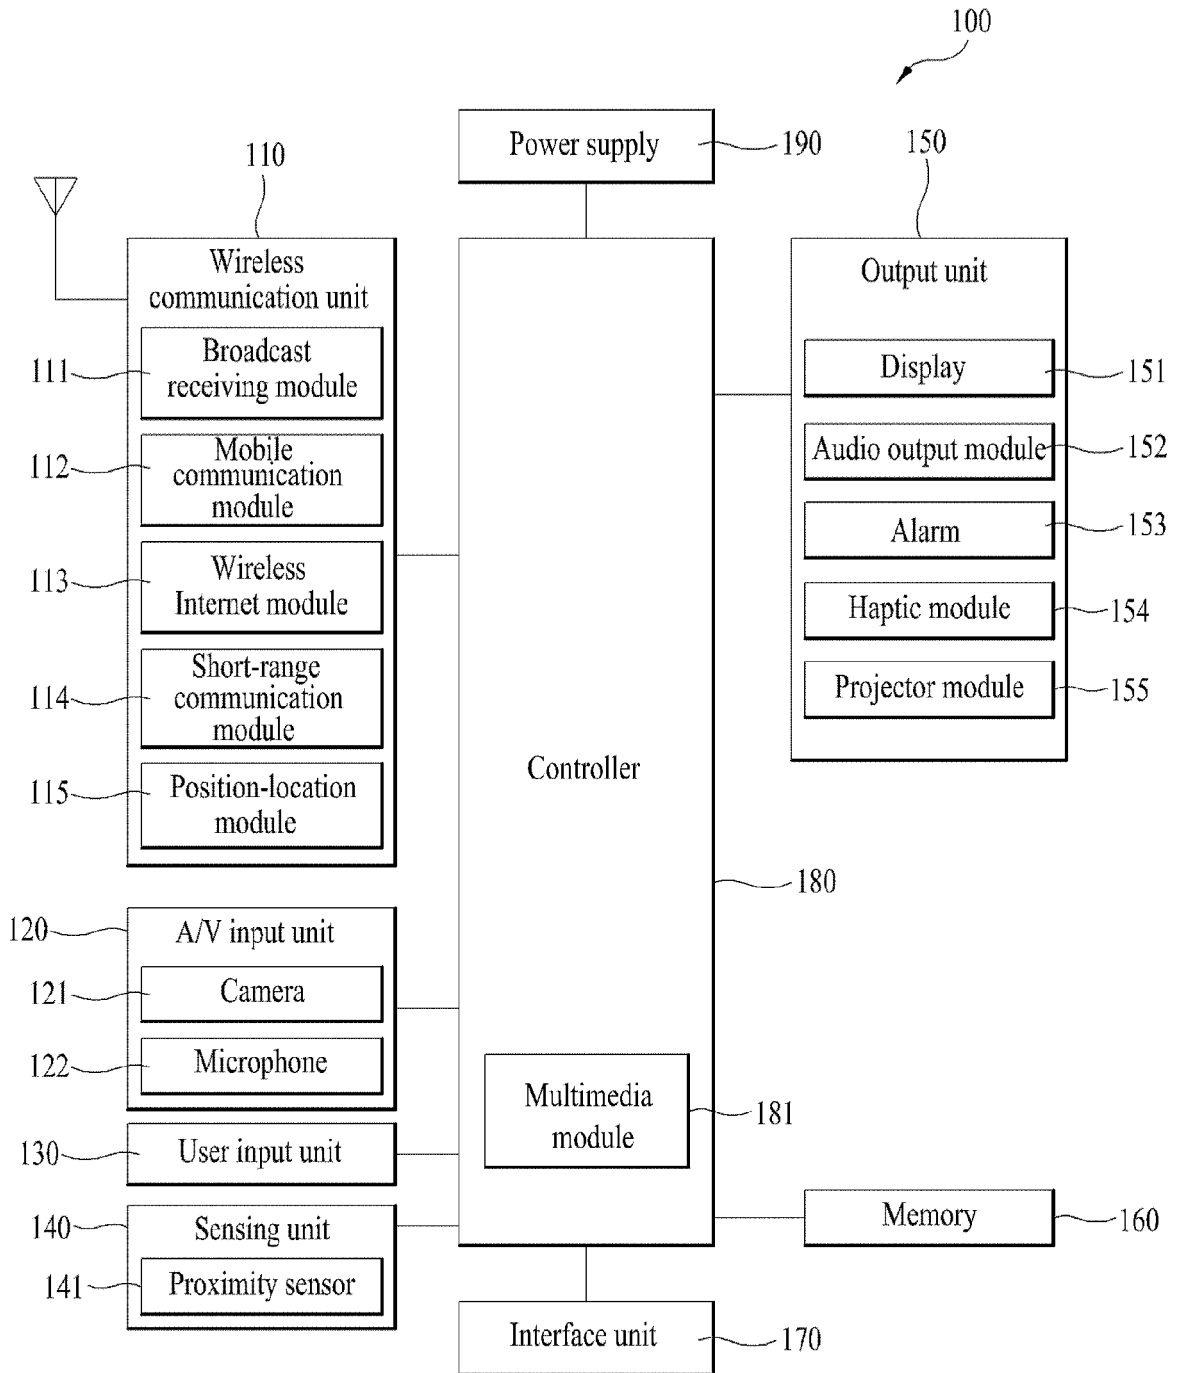 100
Power supply
190
110
150
Wireless
communication unit
Output unit
Broadcast
receiving module
111
Mobile
communication
module
112
Wireless
Internet module
113
Short-range
communication
module
114
Position-location
module
115
Display
151
Audio output module
152
Alarm
153
Haptic module
154
Projector module
155
Controller
180
120
A/V input unit
121
Camera
122
Microphone
Multimedia
module
181
130
User input unit
140
Sensing unit
141
Proximity sensor
Memory
160
Interface unit
170